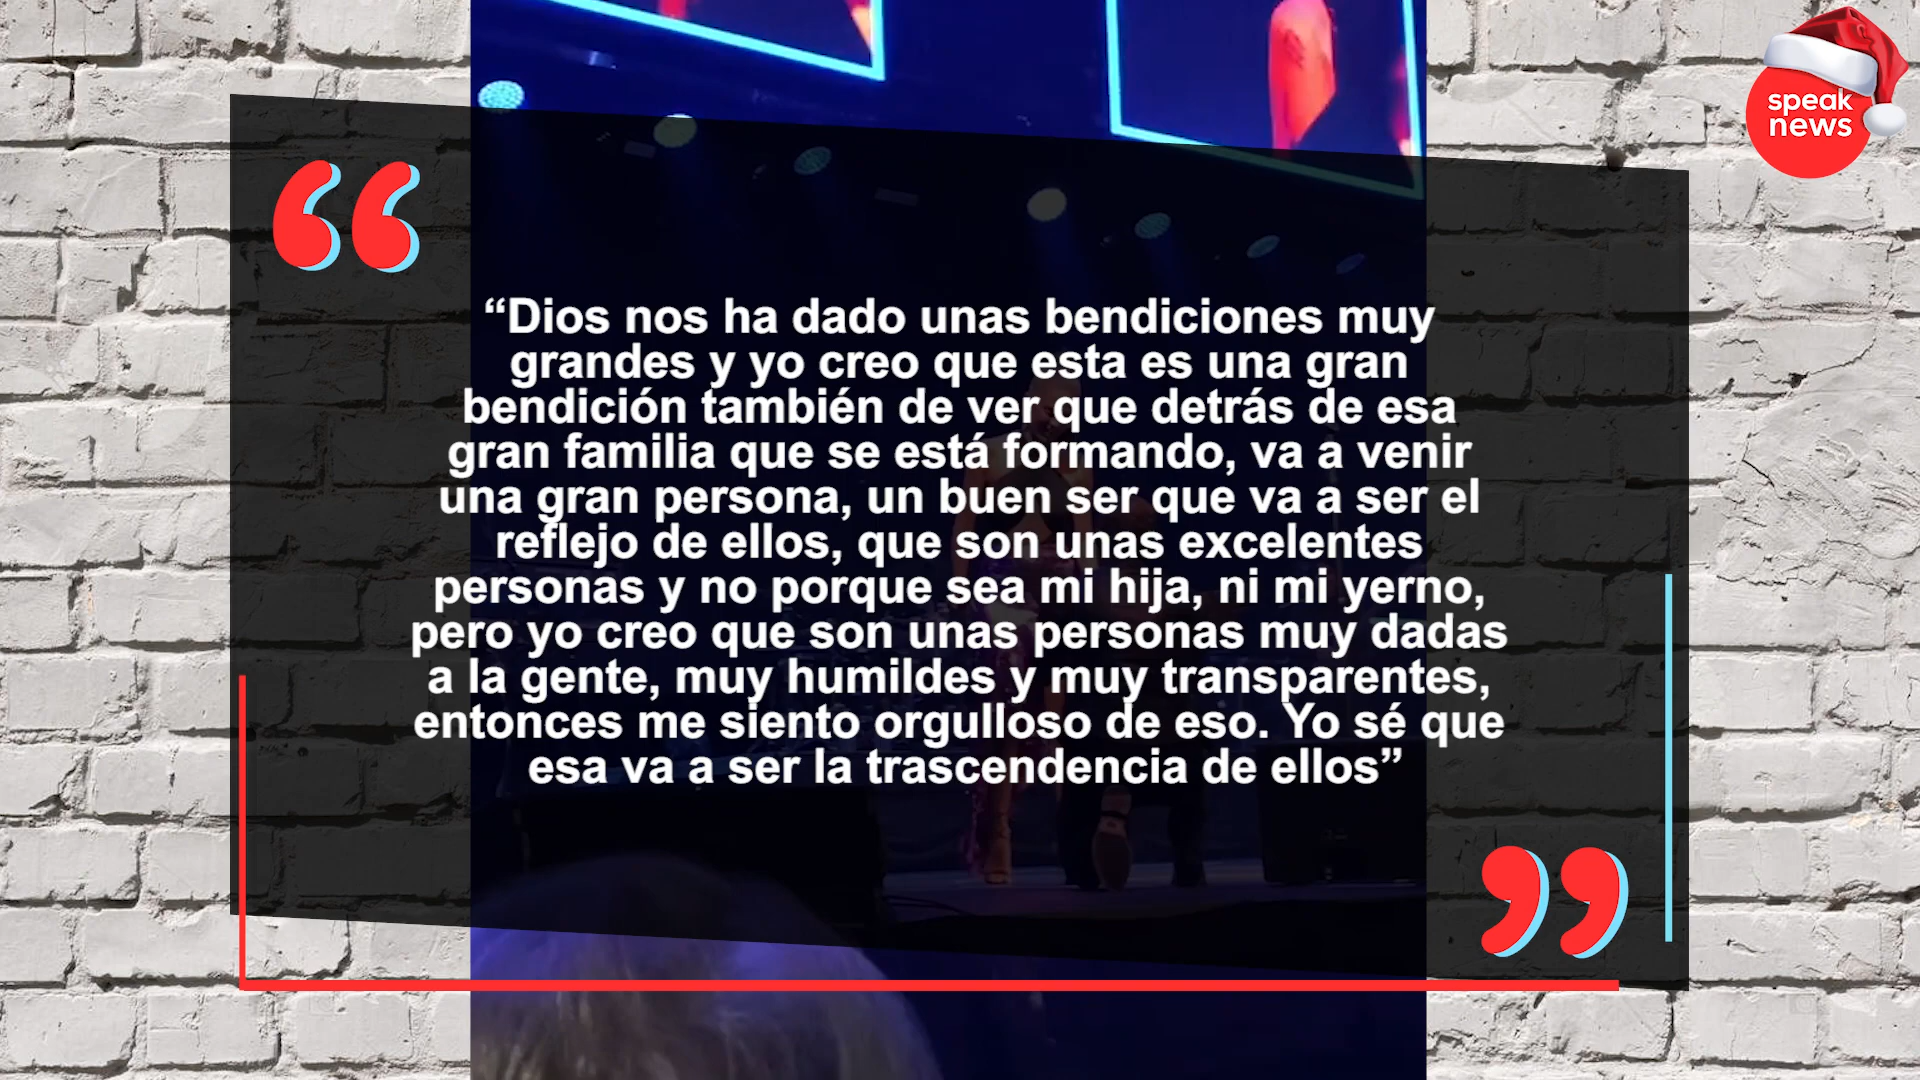 speak
news
“Dios nos ha dado unas bendiciones muy
grandes y yo creo que esta es una gran
bendición también de ver que detrás de esa
gran familia que se está formando, va a venir
una gran persona, un buen ser que va a ser el
reflejo de ellos, que son unas excelentes
personas y no porque sea mi hija, ni mi yerno,
pero yo creo que son unas personas muy dadas
a la gente, muy humildes y muy transparentes,
entonces me siento orgulloso de eso. Yo sé que
esa va a ser la trascendencia de ellos”